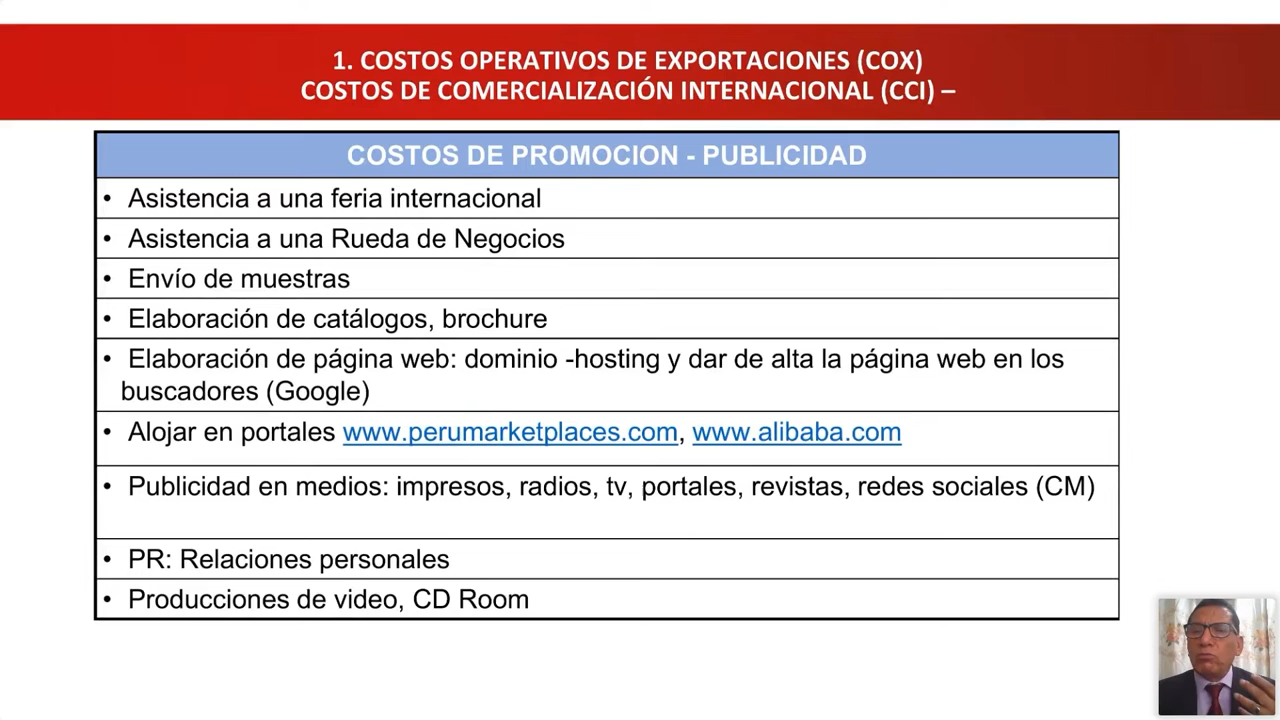 1. COSTOS OPERATIVOS DE EXPORTACIONES (COX)
COSTOS DE COMERCIALIZACIÓN INTERNACIONAL (CCI) –
COSTOS DE PROMOCION - PUBLICIDAD
• Asistencia a una feria internacional
• Asistencia a una Rueda de Negocios
• Envío de muestras
• Elaboración de catálogos, brochure
• Elaboración de página web: dominio -hosting y dar de alta la página web en los
buscadores (Google)
• Alojar en portales www.perumarketplaces.com, www.alibaba.com
• Publicidad en medios: impresos, radios, tv, portales, revistas, redes sociales (CM)
• PR: Relaciones personales
• Producciones de video, CD Room